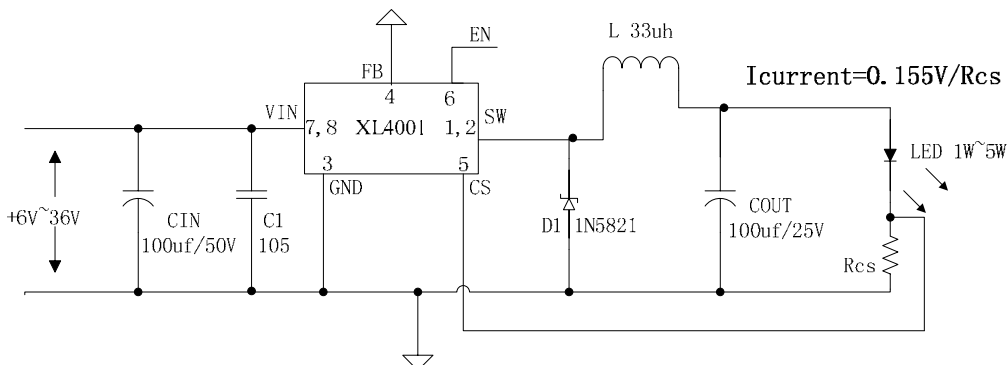 L 33uh
EN
Icurrent=0.155V/Rcs
FB
4
6
VIN
SW
7,8
XL4001
1,2
3
5
GND
CS
LED 1W~5W
+6V~36V
CIN
100uf/50V
C1
105
D1
1N5821
COUT
100uf/25V
Rcs